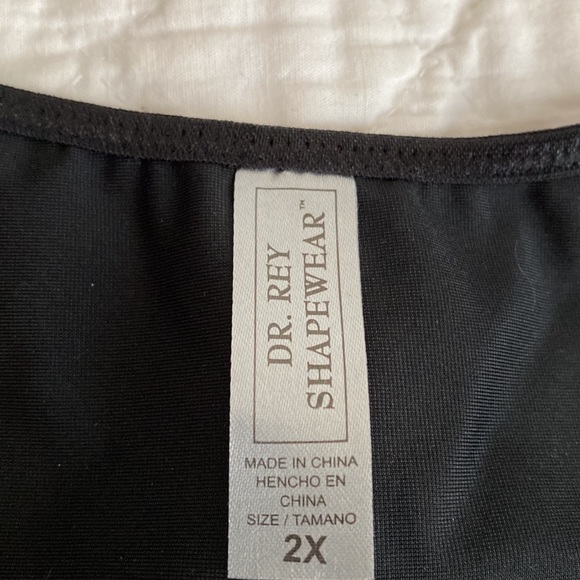 DR. REY
SHAPEWEAR™
MADE IN CHINA
HENCHO EN
CHINA
SIZE / TAMANO
2X